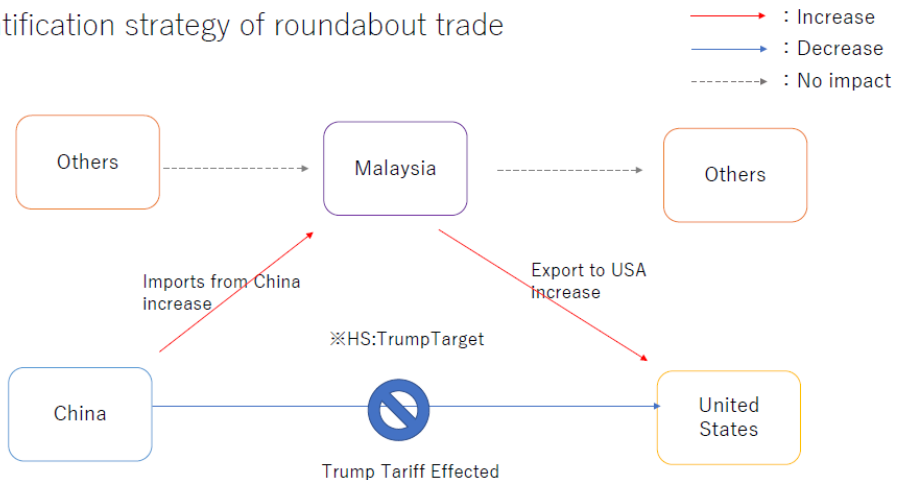 tification strategy of roundabout trade
：Increase
：Decrease
：No impact
Others
Malaysia
Others
Imports from China
increase
Export to USA
increase
※HS:TrumpTarget
China
United
States
Trump Tariff Effected